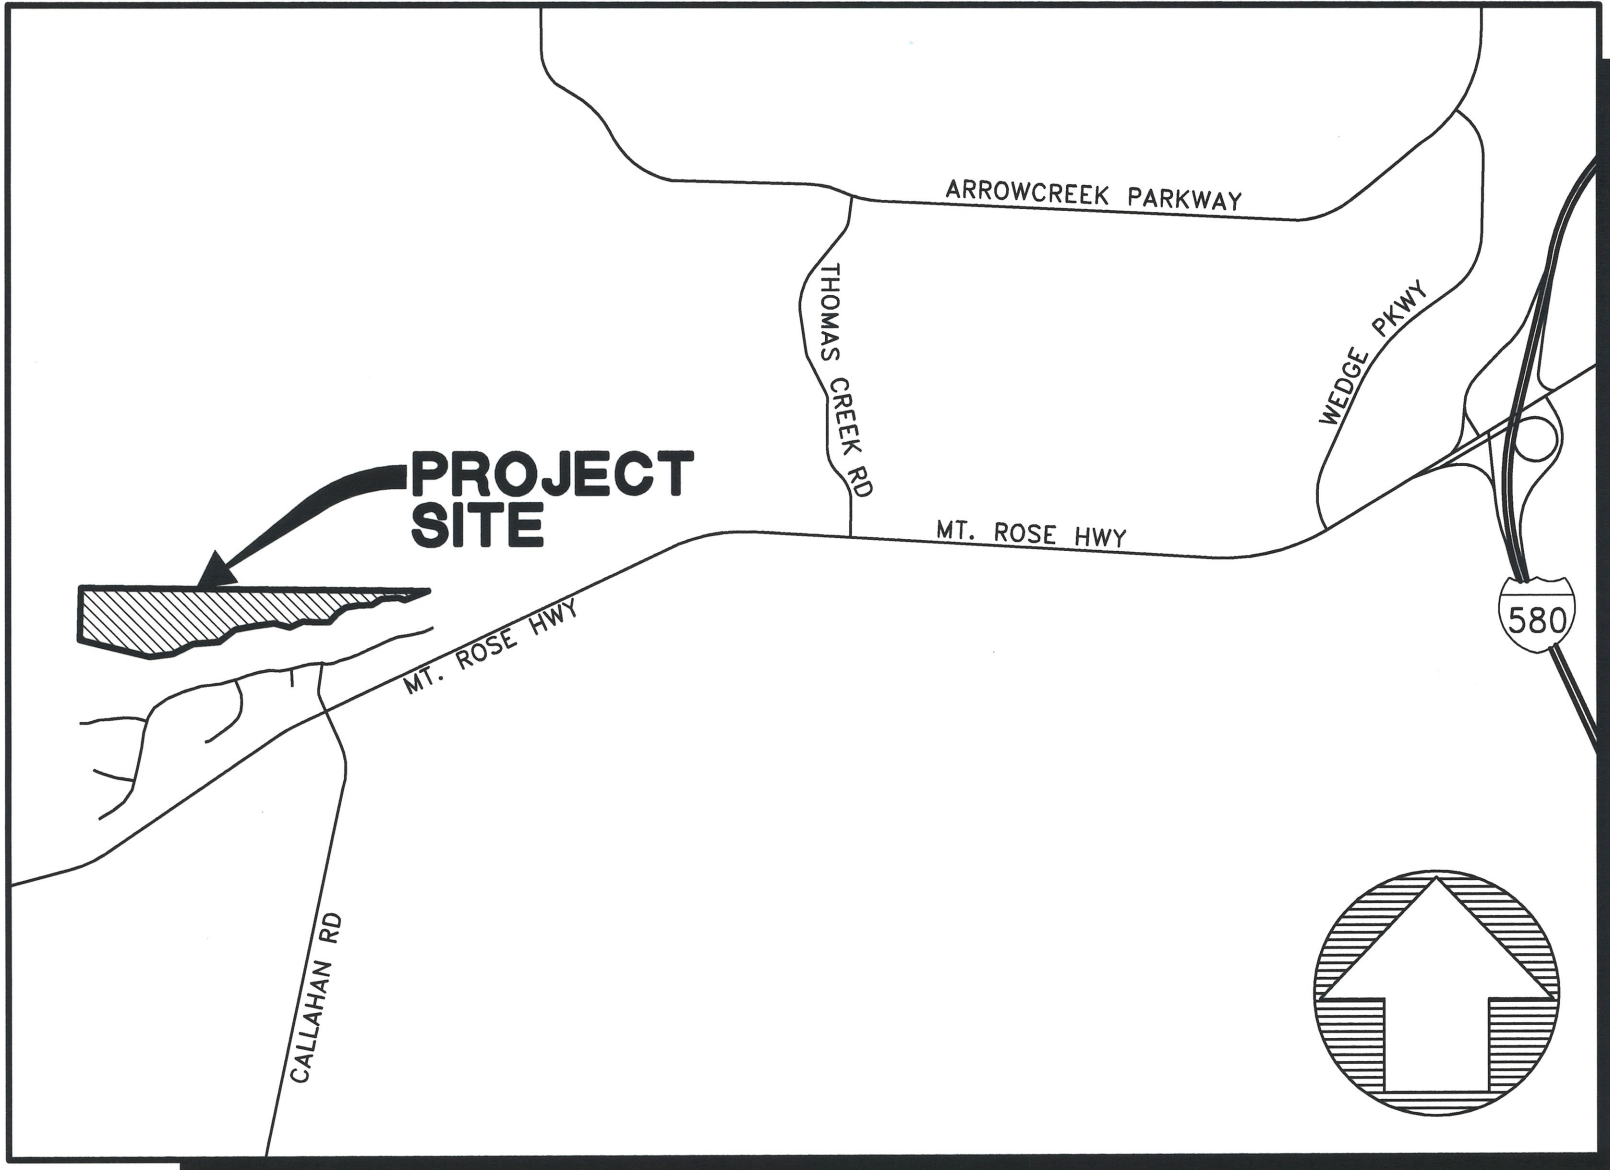 ARROWCREEK PARKWAY
THOMAS CREEK RD
WEDGE PKWY
PROJECT
SITE
MT. ROSE HWY
MT. ROSE HWY
580
CALLAHAN RD